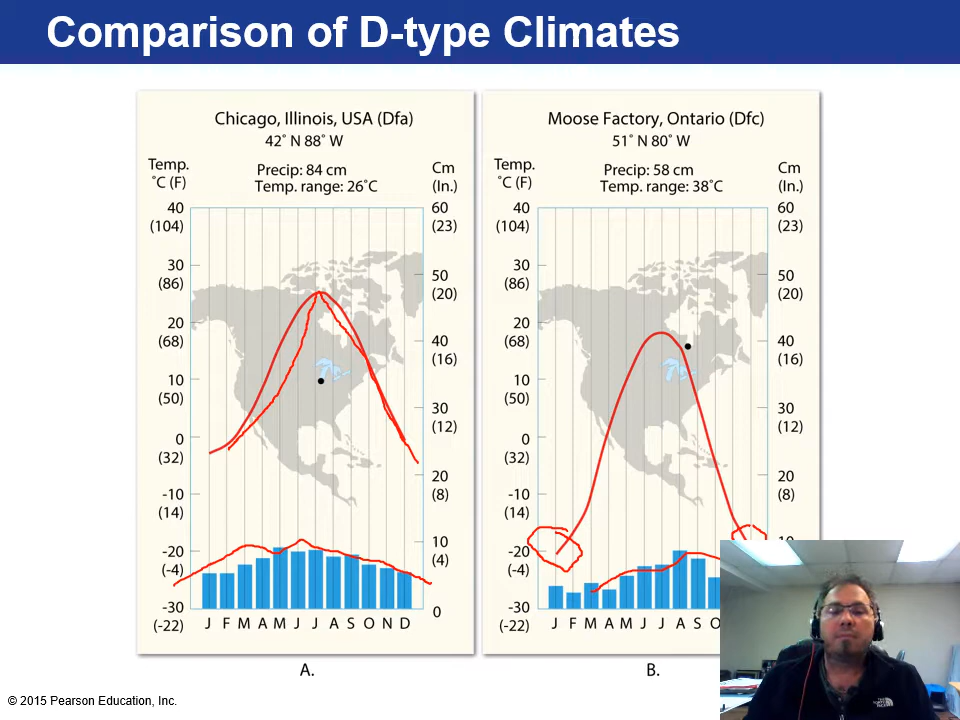 Comparison of D-type Climates
Chicago, Illinois, USA (Dfa)
42° N 88° W
Temp.
°C (F)
Precip: 84 cm
Temp. range: 26°C
Cm
(In.)
40
(104)
30
(86)
20
(68)
10
(50)
0
(32)
-10
(14)
-20
(-4)
-30
(-22)
60
(23)
50
(20)
40
(16)
30
(12)
20
(8)
10
(4)
0
J F M A M J J A S O N D
A.
Moose Factory, Ontario (Dfc)
51° N 80° W
Temp.
°C (F)
Precip: 58 cm
Temp. range: 38°C
Cm
(In.)
40
(104)
30
(86)
20
(68)
10
(50)
0
(32)
-10
(14)
-20
(-4)
-30
(-22)
60
(23)
50
(20)
40
(16)
30
(12)
20
(8)
10
J F M A M J J A S O
B.
© 2015 Pearson Education, Inc.